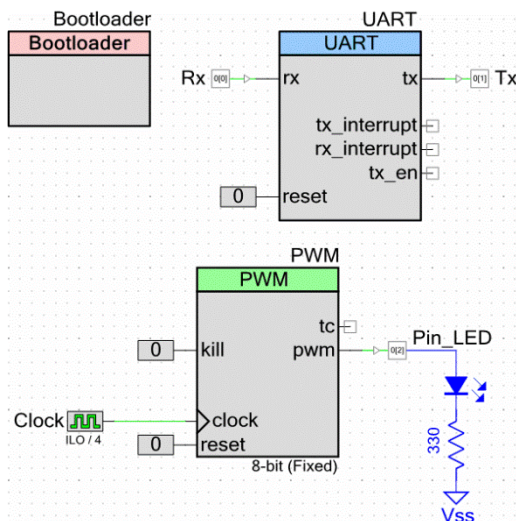 Bootloader
Bootloader
UART
UART
Rx
0[0]
rx
tx
0[1]
Tx
tx_interrupt
rx_interrupt
tx_en
0
reset
PWM
PWM
tc
0
kill
pwm
0[2]
Pin_LED
Clock
ILO / 4
clock
0
reset
8-bit (Fixed)
330
Vss